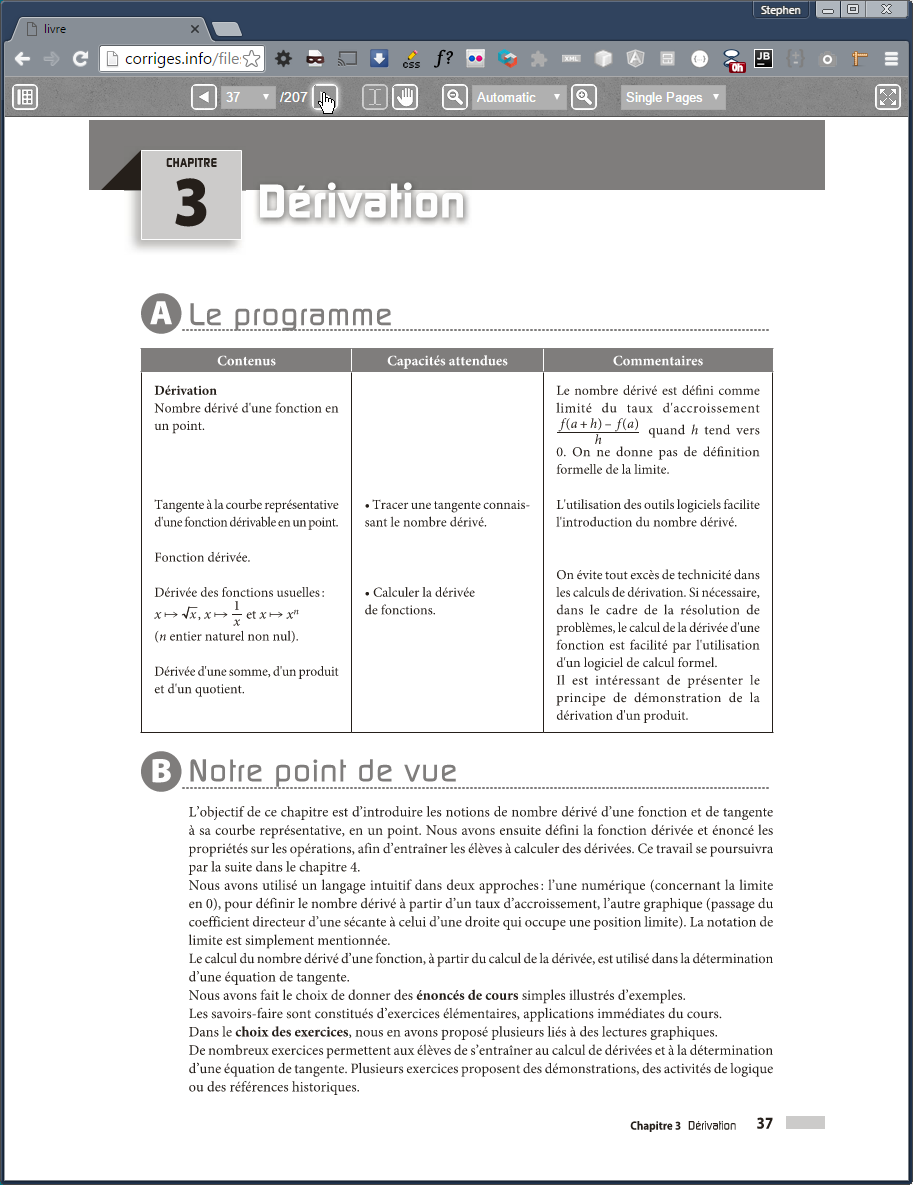 Stephen
livre
corriges.info/file
css
f?
XML
0h
JB
37
/207
Automatic
Single Pages
CHAPITRE
3
Dérivation
A Le programme
Contenus
Capacités attendues
Commentaires
Dérivation
Nombre dérivé d'une fonction en
un point.
Le nombre dérivé est défini comme
limité du taux d'accroissement
f(a + h) – f(a)
h
quand h tend vers
0. On ne donne pas de définition
formelle de la limite.
Tangente à la courbe représentative
d'une fonction dérivable en un point.
• Tracer une tangente connais-
sant le nombre dérivé.
L'utilisation des outils logiciels facilite
l'introduction du nombre dérivé.
Fonction dérivée.
Dérivée des fonctions usuelles :
x ↦ √x, x ↦ 1/x et x ↦ xⁿ
(n entier naturel non nul).
• Calculer la dérivée
de fonctions.
On évite tout excès de technicité dans
les calculs de dérivation. Si nécessaire,
dans le cadre de la résolution de
problèmes, le calcul de la dérivée d'une
fonction est facilité par l'utilisation
d'un logiciel de calcul formel.
Il est intéressant de présenter le
principe de démonstration de la
dérivation d'un produit.
Dérivée d'une somme, d'un produit
et d'un quotient.
B Notre point de vue
L'objectif de ce chapitre est d'introduire les notions de nombre dérivé d'une fonction et de tangente
à sa courbe représentative, en un point. Nous avons ensuite défini la fonction dérivée et énoncé les
propriétés sur les opérations, afin d'entraîner les élèves à calculer des dérivées. Ce travail se poursuivra
par la suite dans le chapitre 4.
Nous avons utilisé un langage intuitif dans deux approches : l'une numérique (concernant la limite
en 0), pour définir le nombre dérivé à partir d'un taux d'accroissement, l'autre graphique (passage du
coefficient directeur d'une sécante à celui d'une droite qui occupe une position limite). La notation de
limite est simplement mentionnée.
Le calcul du nombre dérivé d'une fonction, à partir du calcul de la dérivée, est utilisé dans la détermination
d'une équation de tangente.
Nous avons fait le choix de donner des énoncés de cours simples illustrés d'exemples.
Les savoirs-faire sont constitués d'exercices élémentaires, applications immédiates du cours.
Dans le choix des exercices, nous en avons proposé plusieurs liés à des lectures graphiques.
De nombreux exercices permettent aux élèves de s'entraîner au calcul de dérivées et à la détermination
d'une équation de tangente. Plusieurs exercices proposent des démonstrations, des activités de logique
ou des références historiques.
Chapitre 3 Dérivation 37